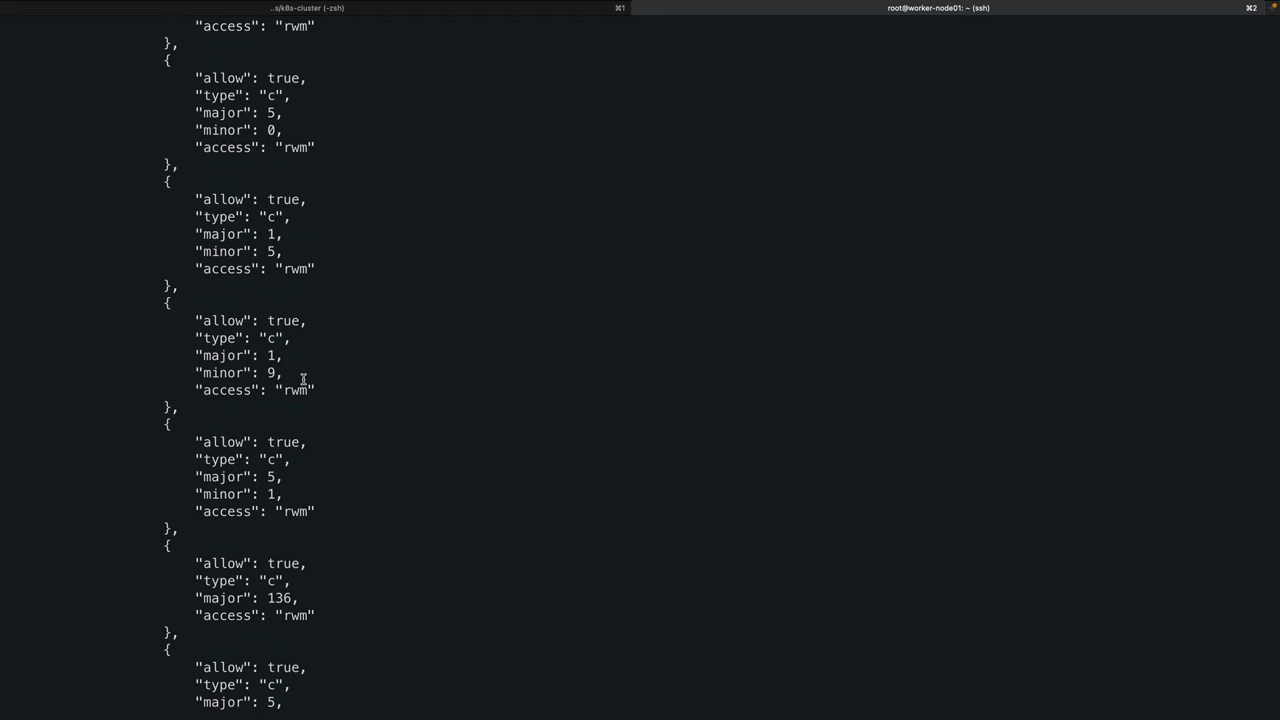 ..s/k8s-cluster (-zsh) ⌘1 root@worker-node01: ~ (ssh) ⌘2
            "access": "rwm"
        },
        {
            "allow": true,
            "type": "c",
            "major": 5,
            "minor": 0,
            "access": "rwm"
        },
        {
            "allow": true,
            "type": "c",
            "major": 1,
            "minor": 5,
            "access": "rwm"
        },
        {
            "allow": true,
            "type": "c",
            "major": 1,
            "minor": 9,
            "access": "rwm"
        },
        {
            "allow": true,
            "type": "c",
            "major": 5,
            "minor": 1,
            "access": "rwm"
        },
        {
            "allow": true,
            "type": "c",
            "major": 136,
            "access": "rwm"
        },
        {
            "allow": true,
            "type": "c",
            "major": 5,